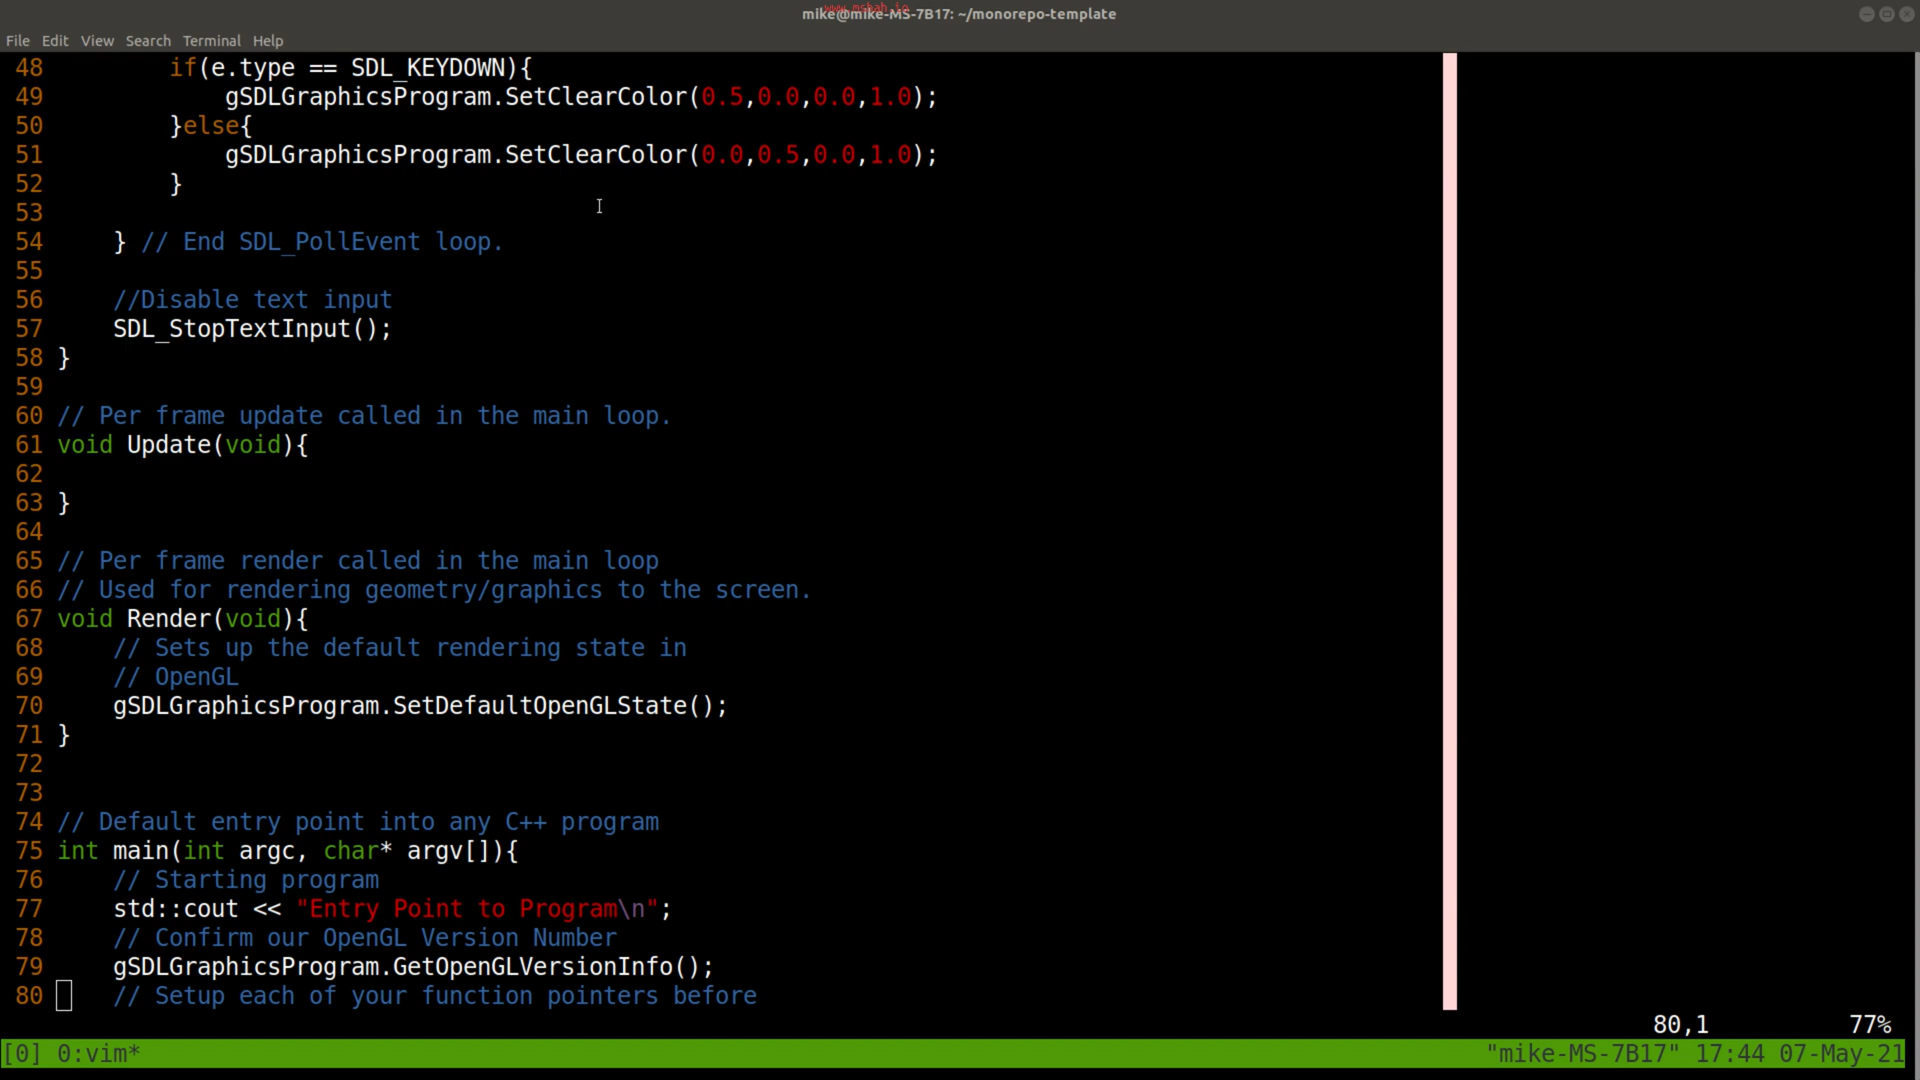 www.mshah.io
mike@mike-MS-7B17: ~/monorepo-template
File Edit View Search Terminal Help
48         if(e.type == SDL_KEYDOWN){
49             gSDLGraphicsProgram.SetClearColor(0.5,0.0,0.0,1.0);
50         }else{
51             gSDLGraphicsProgram.SetClearColor(0.0,0.5,0.0,1.0);
52         }
53
54     } // End SDL_PollEvent loop.
55
56     //Disable text input
57     SDL_StopTextInput();
58 }
59
60 // Per frame update called in the main loop.
61 void Update(void){
62
63 }
64
65 // Per frame render called in the main loop
66 // Used for rendering geometry/graphics to the screen.
67 void Render(void){
68     // Sets up the default rendering state in
69     // OpenGL
70     gSDLGraphicsProgram.SetDefaultOpenGLState();
71 }
72
73
74 // Default entry point into any C++ program
75 int main(int argc, char* argv[]){
76     // Starting program
77     std::cout << "Entry Point to Program\n";
78     // Confirm our OpenGL Version Number
79     gSDLGraphicsProgram.GetOpenGLVersionInfo();
80     // Setup each of your function pointers before
80,1 77%
[0] 0:vim* "mike-MS-7B17" 17:44 07-May-21